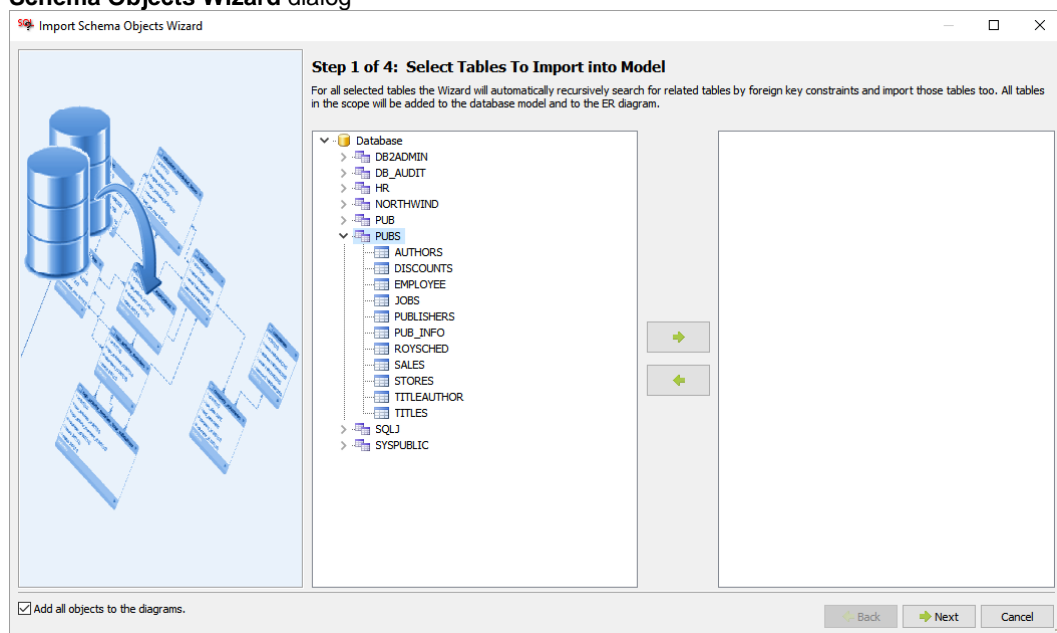 Schema Objects Wizard dialog
Import Schema Objects Wizard
Step 1 of 4: Select Tables To Import into Model
For all selected tables the Wizard will automatically recursively search for related tables by foreign key constraints and import those tables too. All tables
in the scope will be added to the database model and to the ER diagram.
Database
DB2ADMIN
DB_AUDIT
HR
NORTHWIND
PUB
PUBS
AUTHORS
DISCOUNTS
EMPLOYEE
JOBS
PUBLISHERS
PUB_INFO
ROYSCHED
SALES
STORES
TITLEAUTHOR
TITLES
SQLJ
SYSPUBLIC
Add all objects to the diagrams.
Back Next Cancel